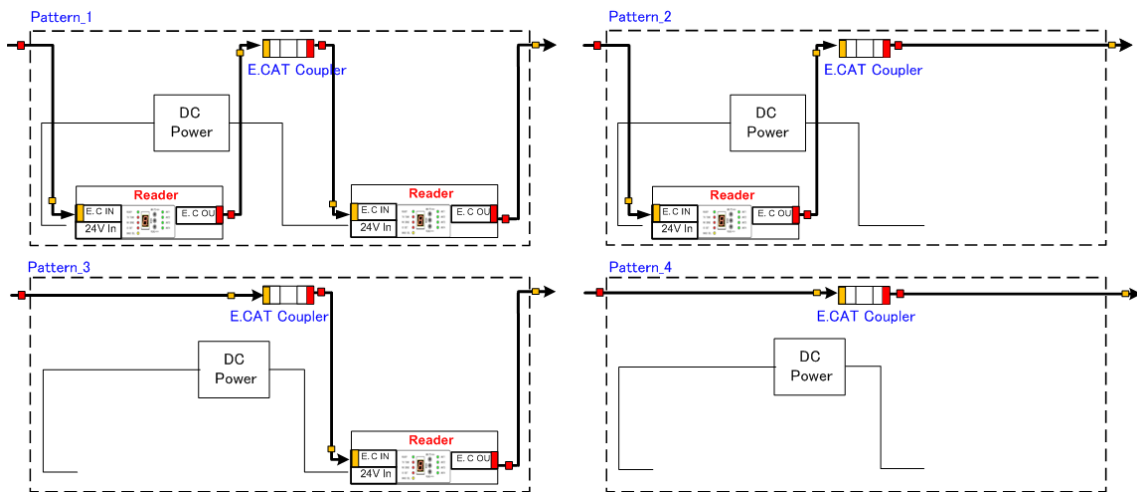 Pattern_1
E.CAT Coupler
DC
Power
Reader
E.C IN
24V In
E.C OU
Reader
E.C IN
24V In
E.C OU
Pattern_2
E.CAT Coupler
DC
Power
Reader
E.C IN
24V In
E.C OU
Pattern_3
E.CAT Coupler
DC
Power
Reader
E.C IN
24V In
E.C OU
Pattern_4
E.CAT Coupler
DC
Power